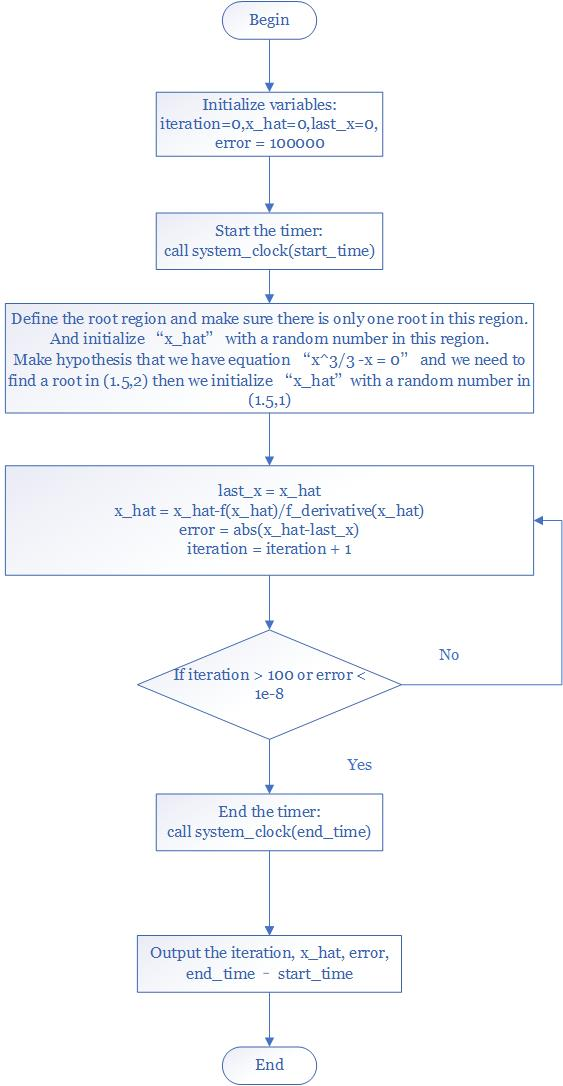 Begin
Initialize variables:
iteration=0,x_hat=0,last_x=0,
error = 100000
Start the timer:
call system_clock(start_time)
Define the root region and make sure there is only one root in this region.
And initialize “x_hat” with a random number in this region.
Make hypothesis that we have equation “x^3/3 -x = 0” and we need to
find a root in (1.5,2) then we initialize “x_hat” with a random number in
(1.5,1)
last_x = x_hat
x_hat = x_hat-f(x_hat)/f_derivative(x_hat)
error = abs(x_hat-last_x)
iteration = iteration + 1
No
If iteration > 100 or error <
1e-8
Yes
End the timer:
call system_clock(end_time)
Output the iteration, x_hat, error,
end_time - start_time
End